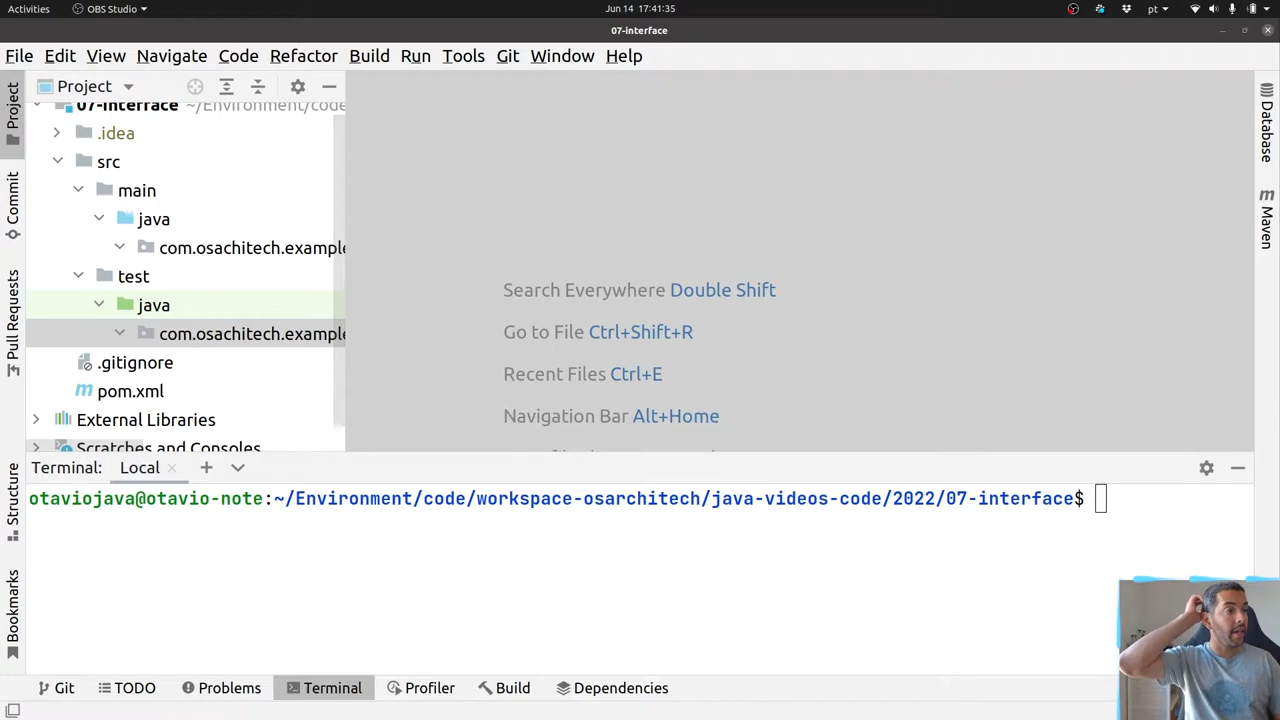 Activities
OBS Studio
Jun 14 17:41:35
pt
07-interface
File Edit View Navigate Code Refactor Build Run Tools Git Window Help
Project
07-interface ~/Environment/code
.idea
src
main
java
com.osachitech.example
test
java
com.osachitech.example
.gitignore
pom.xml
External Libraries
Scratches and Consoles
Project
Commit
Pull Requests
Structure
Bookmarks
Search Everywhere Double Shift
Go to File Ctrl+Shift+R
Recent Files Ctrl+E
Navigation Bar Alt+Home
Database
Maven
Terminal: Local
otaviojava@otavio-note:~/Environment/code/workspace-osarchitech/java-videos-code/2022/07-interface$
Git TODO Problems Terminal Profiler Build Dependencies